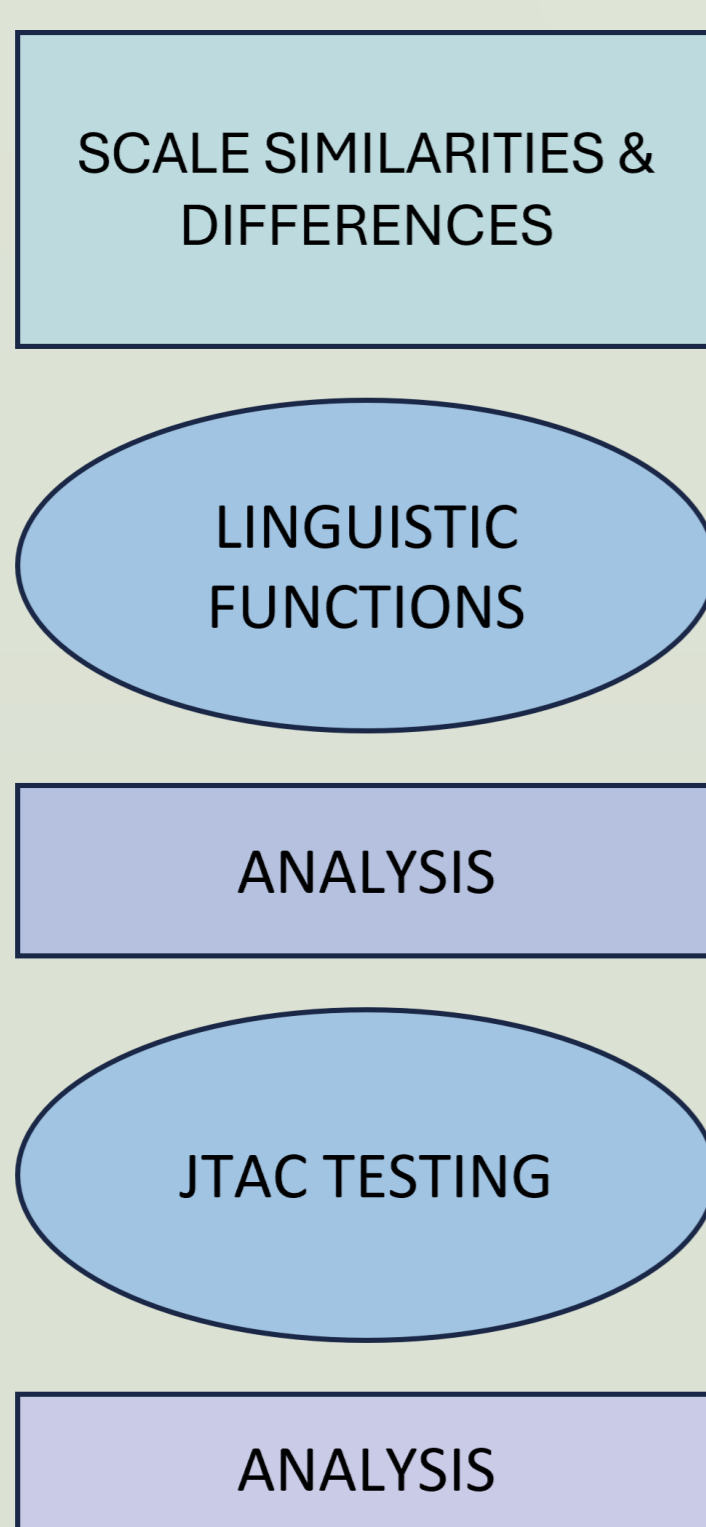 SCALE SIMILARITIES &
DIFFERENCES
LINGUISTIC
FUNCTIONS
ANALYSIS
JTAC TESTING
ANALYSIS